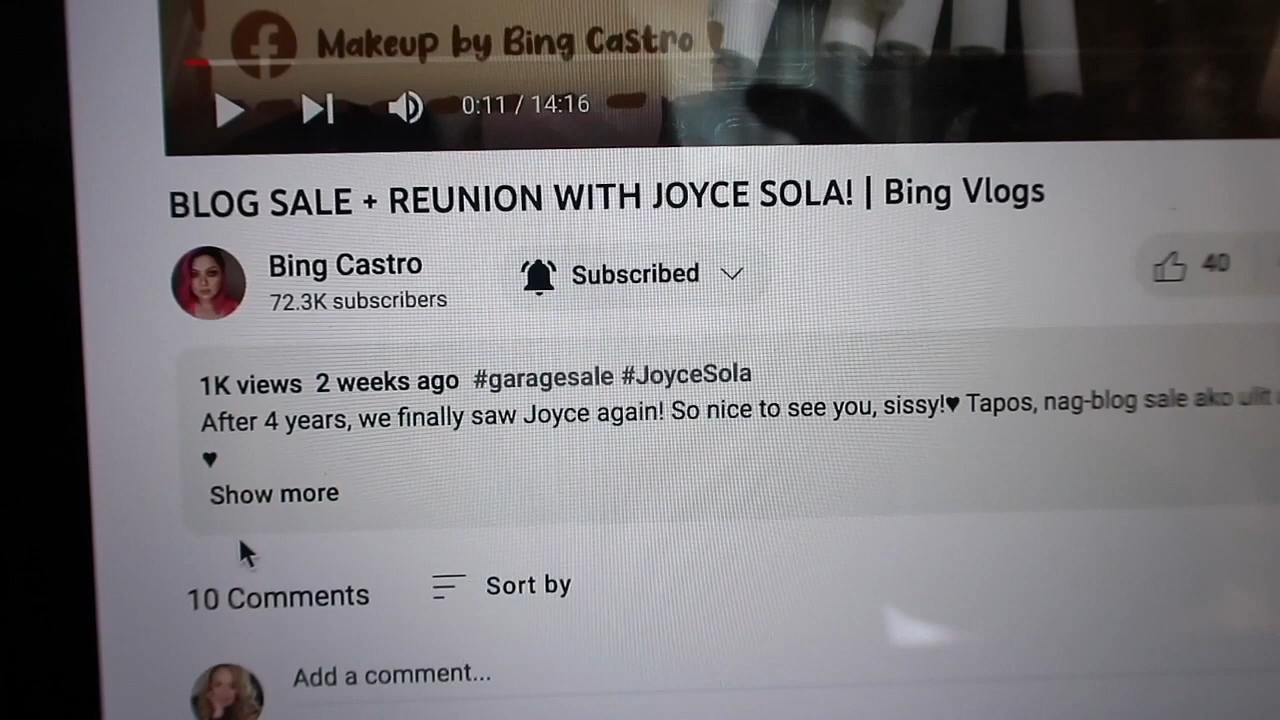 Makeup by Bing Castro
0:11 / 14:16
BLOG SALE + REUNION WITH JOYCE SOLA! | Bing Vlogs
Bing Castro
72.3K subscribers
Subscribed
40
1K views 2 weeks ago #garagesale #JoyceSola
After 4 years, we finally saw Joyce again! So nice to see you, sissy!♥ Tapos, nag-blog sale ako ulit
♥
Show more
10 Comments
Sort by
Add a comment...